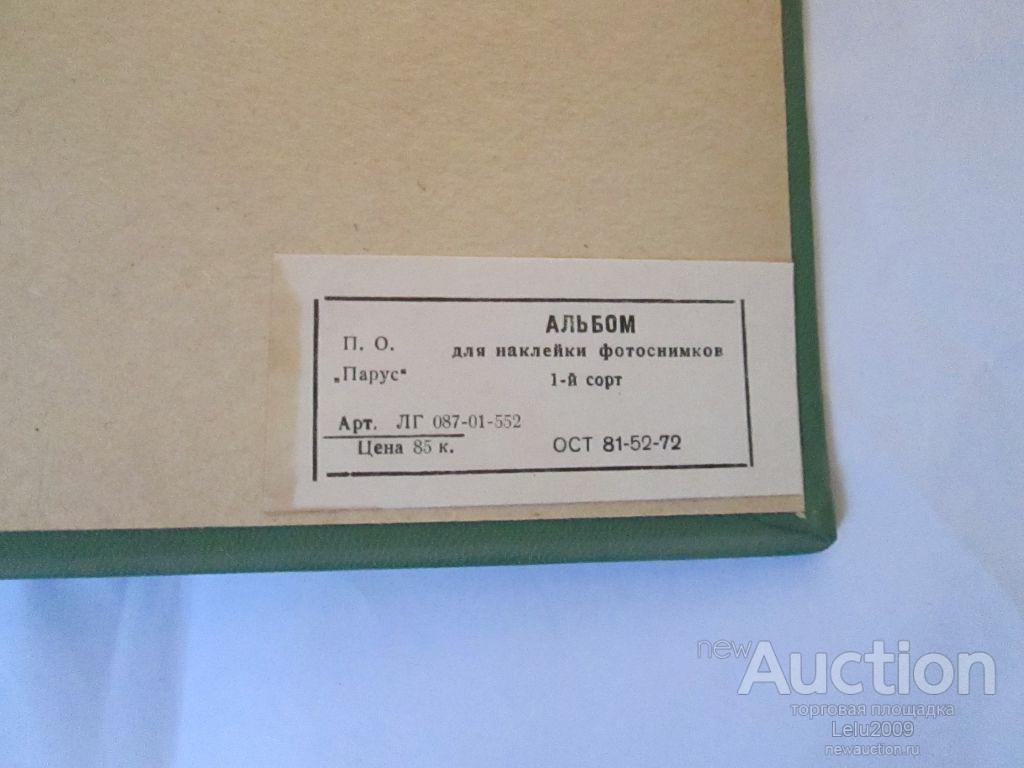 АЛЬБОМ
П. О.
для наклейки фотоснимков
„Парус"
1-й сорт
Арт. ЛГ 087-01-552
Цена 85 к.
ОСТ 81-52-72
newAuction
торговая площадка
Lelu2009
newauction.ru